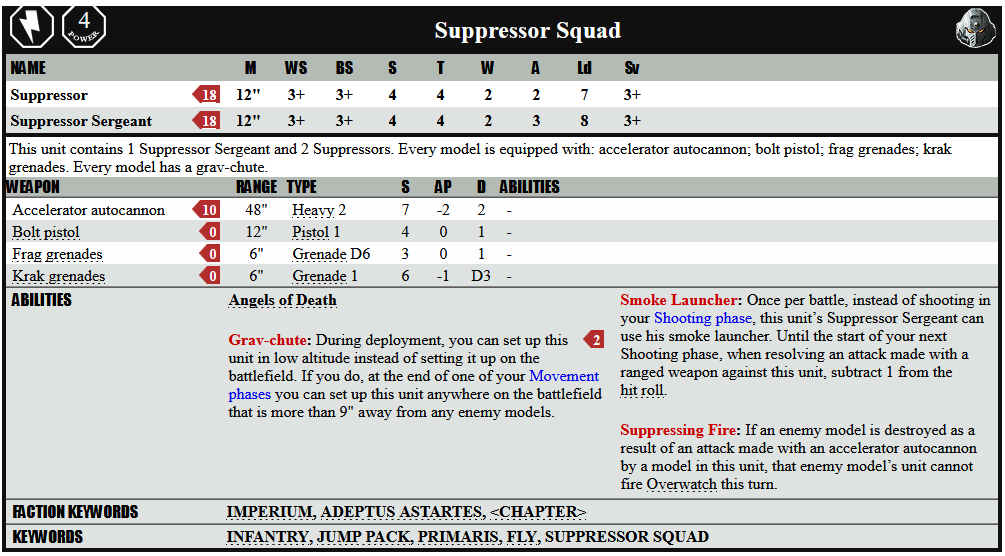 4
POWER
Suppressor Squad
NAME M WS BS S T W A Ld Sv
Suppressor 18 12" 3+ 3+ 4 4 2 2 7 3+
Suppressor Sergeant 18 12" 3+ 3+ 4 4 2 3 8 3+
This unit contains 1 Suppressor Sergeant and 2 Suppressors. Every model is equipped with: accelerator autocannon; bolt pistol; frag grenades; krak
grenades. Every model has a grav-chute.
WEAPON RANGE TYPE S AP D ABILITIES
Accelerator autocannon 10 48" Heavy 2 7 -2 2 -
Bolt pistol 0 12" Pistol 1 4 0 1 -
Frag grenades 0 6" Grenade D6 3 0 1 -
Krak grenades 0 6" Grenade 1 6 -1 D3 -
ABILITIES
Angels of Death
Grav-chute: During deployment, you can set up this 2
unit in low altitude instead of setting it up on the
battlefield. If you do, at the end of one of your Movement
phases you can set up this unit anywhere on the battlefield
that is more than 9" away from any enemy models.
Smoke Launcher: Once per battle, instead of shooting in
your Shooting phase, this unit's Suppressor Sergeant can
use his smoke launcher. Until the start of your next
Shooting phase, when resolving an attack made with a
ranged weapon against this unit, subtract 1 from the
hit roll.
Suppressing Fire: If an enemy model is destroyed as a
result of an attack made with an accelerator autocannon
by a model in this unit, that enemy model's unit cannot
fire Overwatch this turn.
FACTION KEYWORDS IMPERIUM, ADEPTUS ASTARTES, <CHAPTER>
KEYWORDS INFANTRY, JUMP PACK, PRIMARIS, FLY, SUPPRESSOR SQUAD